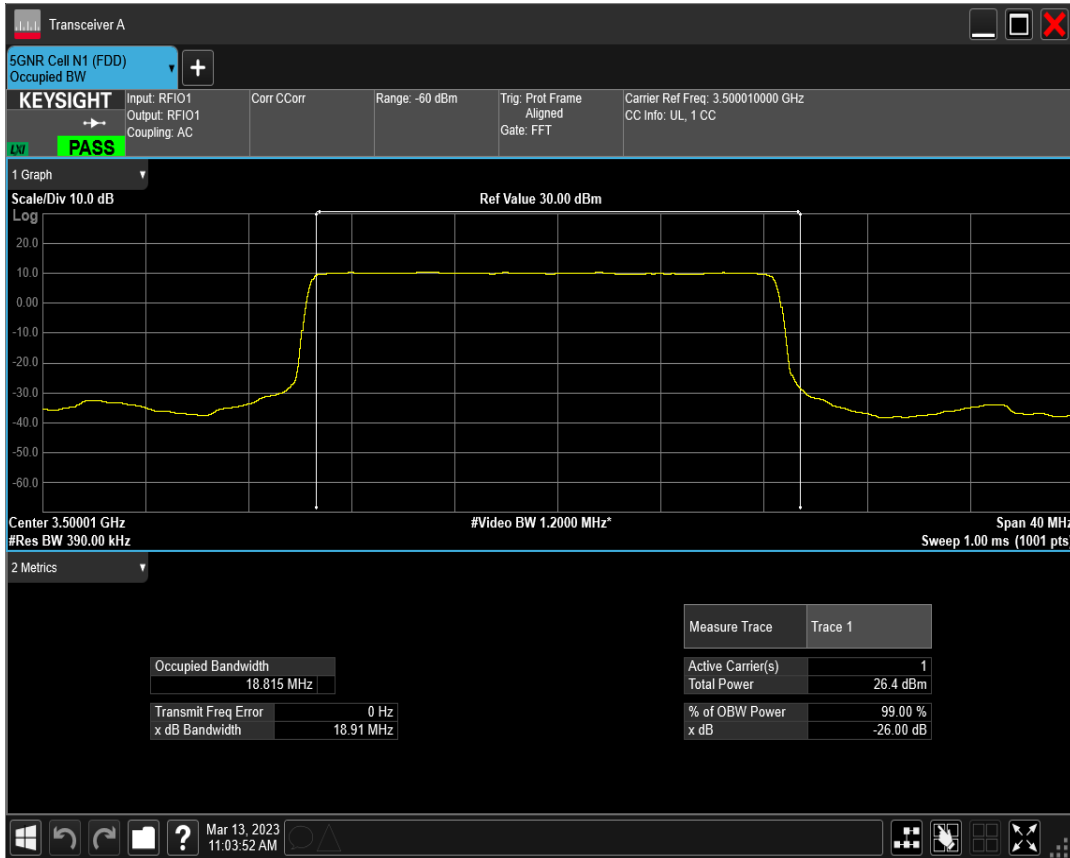 Transceiver A
5GNR Cell N1 (FDD)
Occupied BW
+
KEYSIGHT
LXI
PASS
Input: RFIO1
Output: RFIO1
Coupling: AC
Corr CCorr
Range: -60 dBm
Trig: Prot Frame
Aligned
Gate: FFT
Carrier Ref Freq: 3.500010000 GHz
CC Info: UL, 1 CC
1 Graph
Scale/Div 10.0 dB
Ref Value 30.00 dBm
Log
20.0
10.0
0.00
-10.0
-20.0
-30.0
-40.0
-50.0
-60.0
Center 3.50001 GHz
#Video BW 1.2000 MHz*
Span 40 MHz
#Res BW 390.00 kHz
Sweep 1.00 ms (1001 pts)
2 Metrics
Measure Trace Trace 1
Occupied Bandwidth
18.815 MHz
Transmit Freq Error 0 Hz
x dB Bandwidth 18.91 MHz
Active Carrier(s) 1
Total Power 26.4 dBm
% of OBW Power 99.00 %
x dB -26.00 dB
?
Mar 13, 2023
11:03:52 AM